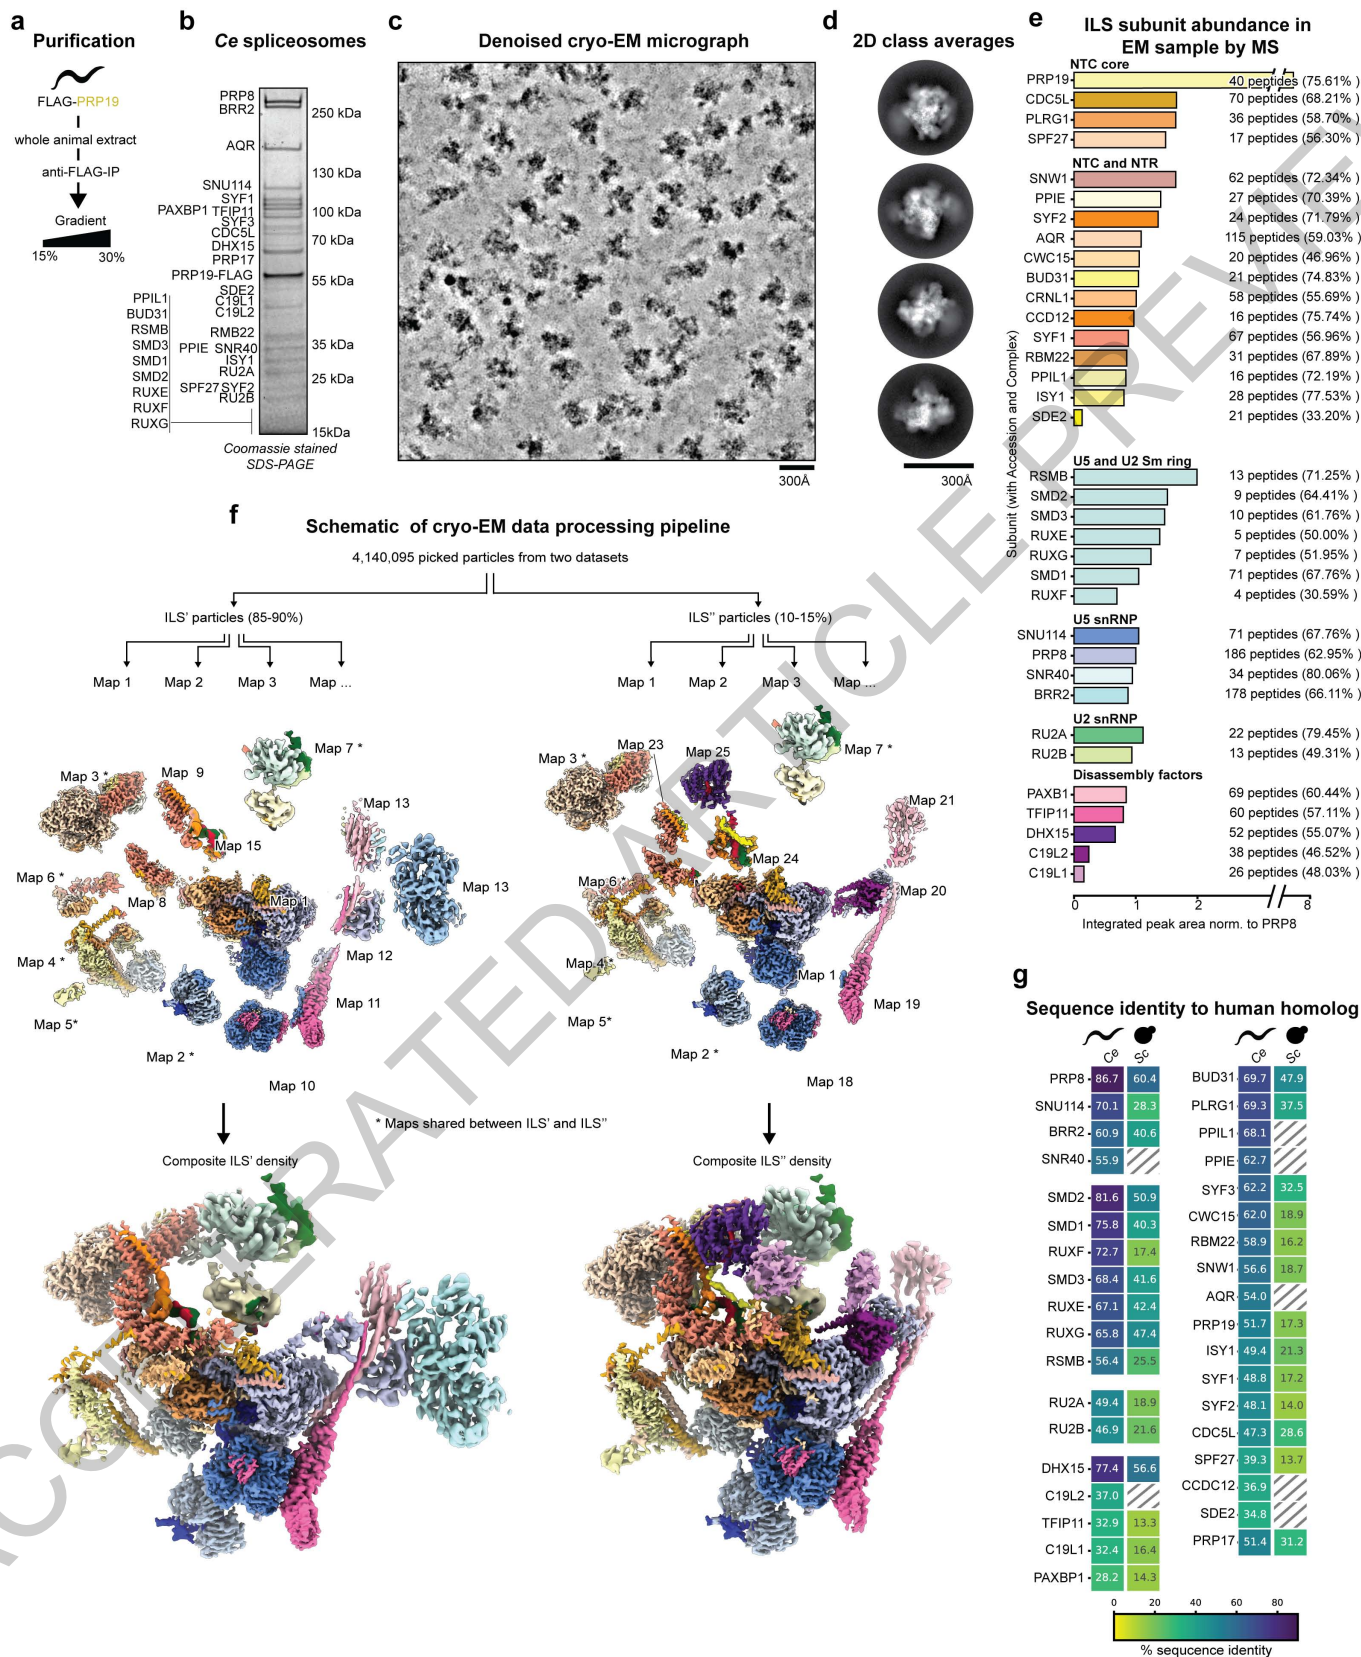 a
Purification
FLAG-PRP19
whole animal extract
anti-FLAG-IP
Gradient
15% 30%
b
Ce spliceosomes
PRP8
BRR2
AQR
SNU114
SYF1
PAXBP1 TFIP11
SYF3
CDC5L
DHX15
PRP17
PRP19-FLAG
SDE2
C19L1
C19L2
RMB22
PPIE SNR40
ISY1
RU2A
SPF27 SYF2
RU2B
PPIL1
BUD31
RSMB
SMD3
SMD1
SMD2
RUXE
RUXF
RUXG
250 kDa
130 kDa
100 kDa
70 kDa
55 kDa
35 kDa
25 kDa
15kDa
Coomassie stained
SDS-PAGE
c
Denoised cryo-EM micrograph
300Å
d
2D class averages
300Å
e
ILS subunit abundance in
EM sample by MS
Subunit (with Accession and Complex)
NTC core
PRP19 40 peptides (75.61% )
CDC5L 70 peptides (68.21% )
PLRG1 36 peptides (58.70% )
SPF27 17 peptides (56.30% )
NTC and NTR
SNW1 62 peptides (72.34% )
PPIE 27 peptides (70.39% )
SYF2 24 peptides (71.79% )
AQR 115 peptides (59.03% )
CWC15 20 peptides (46.96% )
BUD31 21 peptides (74.83% )
CRNL1 58 peptides (55.69% )
CCD12 16 peptides (75.74% )
SYF1 67 peptides (56.96% )
RBM22 31 peptides (67.89% )
PPIL1 16 peptides (72.19% )
ISY1 28 peptides (77.53% )
SDE2 21 peptides (33.20% )
U5 and U2 Sm ring
RSMB 13 peptides (71.25% )
SMD2 9 peptides (64.41% )
SMD3 10 peptides (61.76% )
RUXE 5 peptides (50.00% )
RUXG 7 peptides (51.95% )
SMD1 71 peptides (67.76% )
RUXF 4 peptides (30.59% )
U5 snRNP
SNU114 71 peptides (67.76% )
PRP8 186 peptides (62.95% )
SNR40 34 peptides (80.06% )
BRR2 178 peptides (66.11% )
U2 snRNP
RU2A 22 peptides (79.45% )
RU2B 13 peptides (49.31% )
Disassembly factors
PAXB1 69 peptides (60.44% )
TFIP11 60 peptides (57.11% )
DHX15 52 peptides (55.07% )
C19L2 38 peptides (46.52% )
C19L1 26 peptides (48.03% )
0 1 2 8
Integrated peak area norm. to PRP8
f
Schematic of cryo-EM data processing pipeline
4,140,095 picked particles from two datasets
ILS' particles (85-90%)
Map 1 Map 2 Map 3 Map ...
Map 7 *
Map 3 * Map 9
Map 13
Map 15
Map 6 *
Map 8
Map 1
Map 13
Map 12
Map 4 *
Map 11
Map 5*
Map 2 *
Map 10
Composite ILS' density
* Maps shared between ILS' and ILS''
ILS'' particles (10-15%)
Map 1 Map 2 Map 3 Map ...
Map 23 Map 25 Map 7 *
Map 3 *
Map 21
Map 24
Map 6 *
Map 20
Map 4 *
Map 1
Map 19
Map 5*
Map 2 *
Map 18
Composite ILS'' density
g
Sequence identity to human homolog
Ce Sc
PRP8 86.7 60.4
SNU114 70.1 28.3
BRR2 60.9 40.6
SNR40 55.9
SMD2 81.6 50.9
SMD1 75.8 40.3
RUXF 72.7 17.4
SMD3 68.4 41.6
RUXE 67.1 42.4
RUXG 65.8 47.4
RSMB 56.4 25.5
RU2A 49.4 18.9
RU2B 46.9 21.6
DHX15 77.4 56.6
C19L2 37.0
TFIP11 32.9 13.3
C19L1 32.4 16.4
PAXBP1 28.2 14.3
Ce Sc
BUD31 69.7 47.9
PLRG1 69.3 37.5
PPIL1 68.1
PPIE 62.7
SYF3 62.2 32.5
CWC15 62.0 18.9
RBM22 58.9 16.2
SNW1 56.6 18.7
AQR 54.0
PRP19 51.7 17.3
ISY1 49.4 21.3
SYF1 48.8 17.2
SYF2 48.1 14.0
CDC5L 47.3 28.6
SPF27 39.3 13.7
CCDC12 36.9
SDE2 34.8
PRP17 51.4 31.2
0 20 40 60 80
% sequcence identity
ACCELERATED ARTICLE PREVIEW